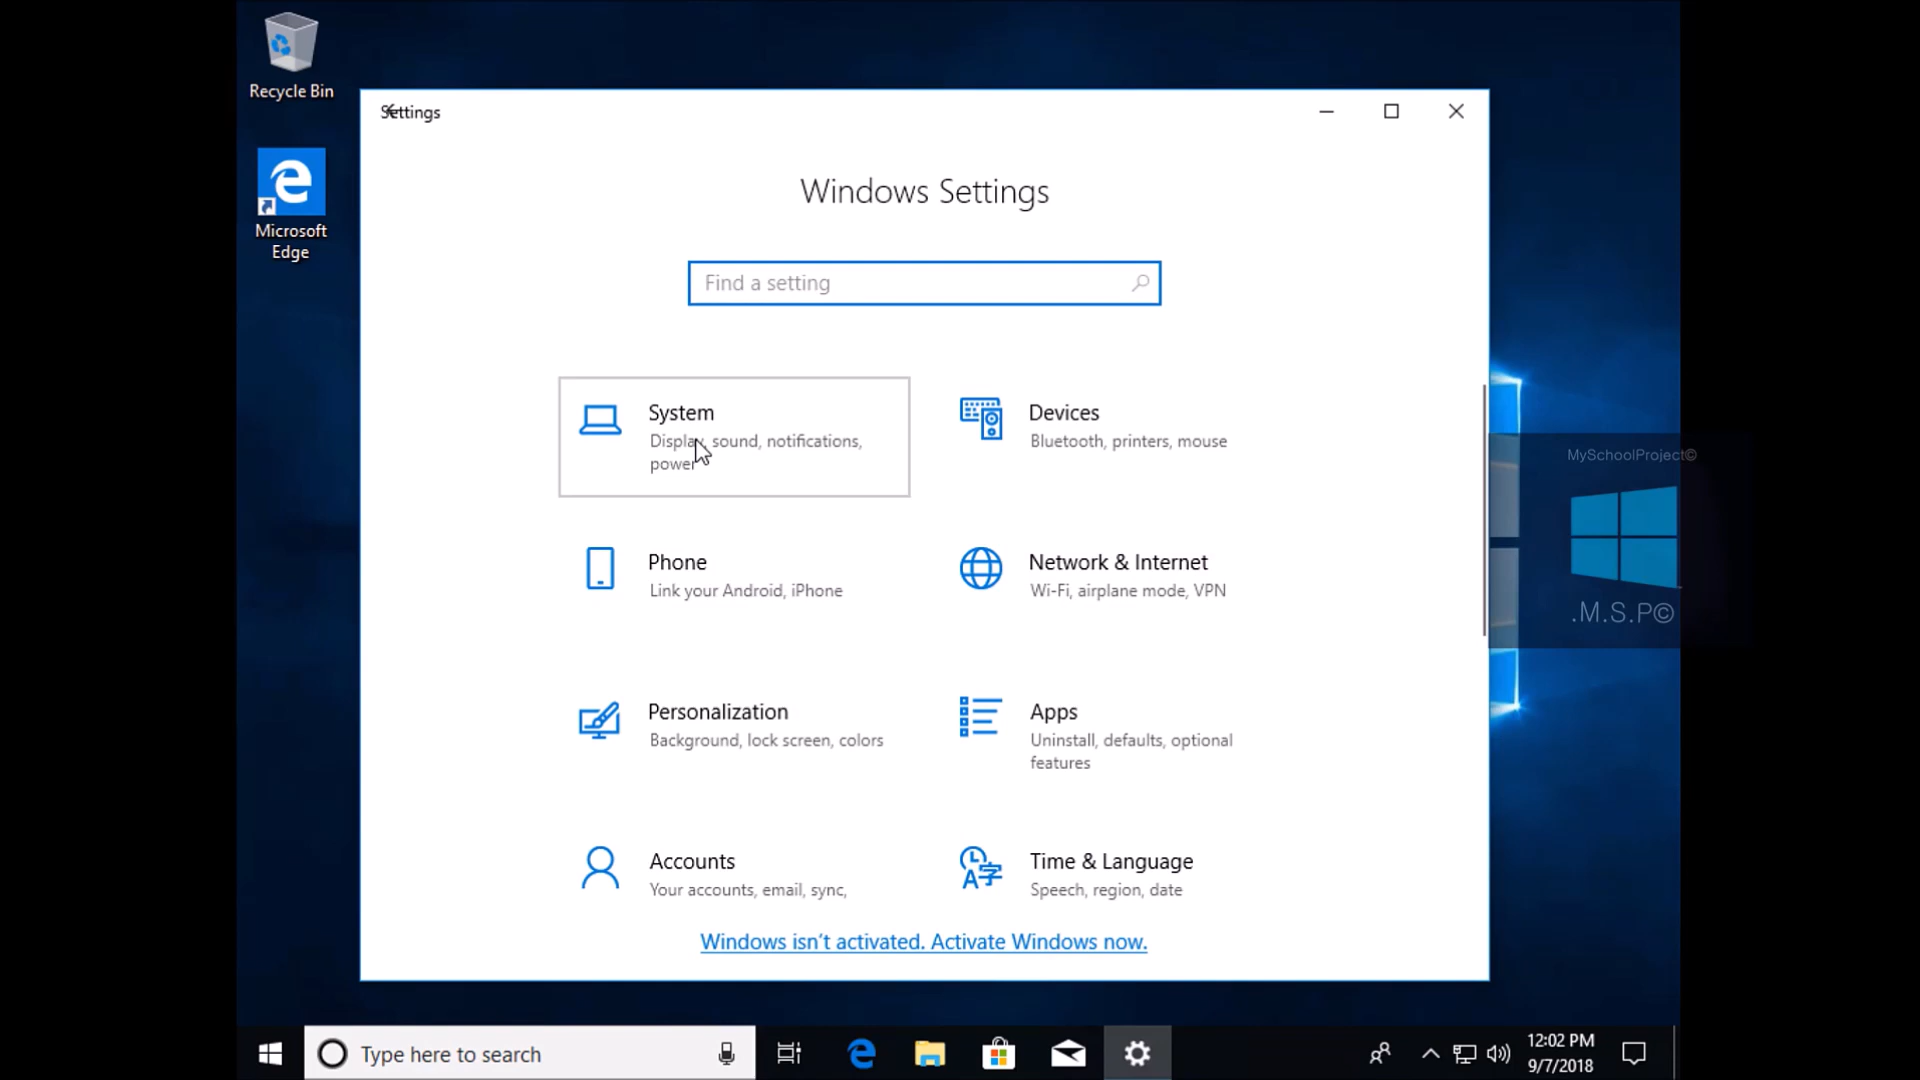 Recycle Bin
Microsoft
Edge
Settings
Windows Settings
Find a setting
System
Display, sound, notifications,
power
Devices
Bluetooth, printers, mouse
Phone
Link your Android, iPhone
Network & Internet
Wi-Fi, airplane mode, VPN
Personalization
Background, lock screen, colors
Apps
Uninstall, defaults, optional
features
Accounts
Your accounts, email, sync,
Time & Language
Speech, region, date
Windows isn't activated. Activate Windows now.
MySchoolProject©
.M.S.P©
Type here to search
12:02 PM
9/7/2018